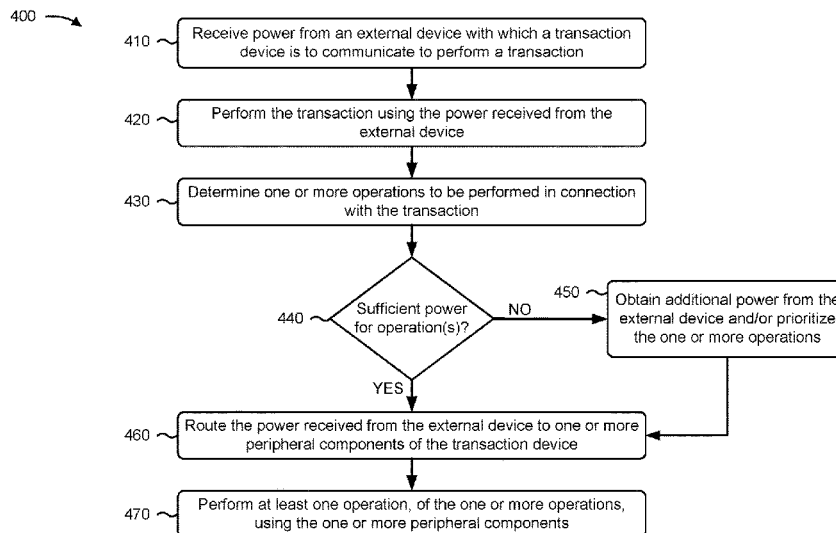 400
410
Receive power from an external device with which a transaction
device is to communicate to perform a transaction
420
Perform the transaction using the power received from the
external device
430
Determine one or more operations to be performed in connection
with the transaction
440
Sufficient power
for operation(s)?
NO
450
Obtain additional power from the
external device and/or prioritize
the one or more operations
YES
460
Route the power received from the external device to one or more
peripheral components of the transaction device
470
Perform at least one operation, of the one or more operations,
using the one or more peripheral components